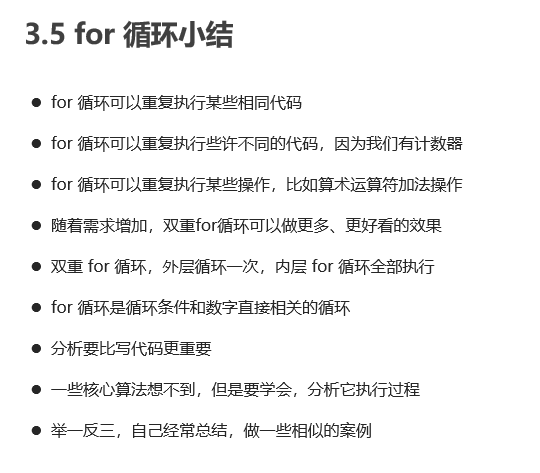 3.5 for 循环小结
● for 循环可以重复执行某些相同代码
● for 循环可以重复执行些许不同的代码，因为我们有计数器
● for 循环可以重复执行某些操作，比如算术运算符加法操作
● 随着需求增加，双重for循环可以做更多、更好看的效果
● 双重 for 循环，外层循环一次，内层 for 循环全部执行
● for 循环是循环条件和数字直接相关的循环
● 分析要比写代码更重要
● 一些核心算法想不到，但是要学会，分析它执行过程
● 举一反三，自己经常总结，做一些相似的案例